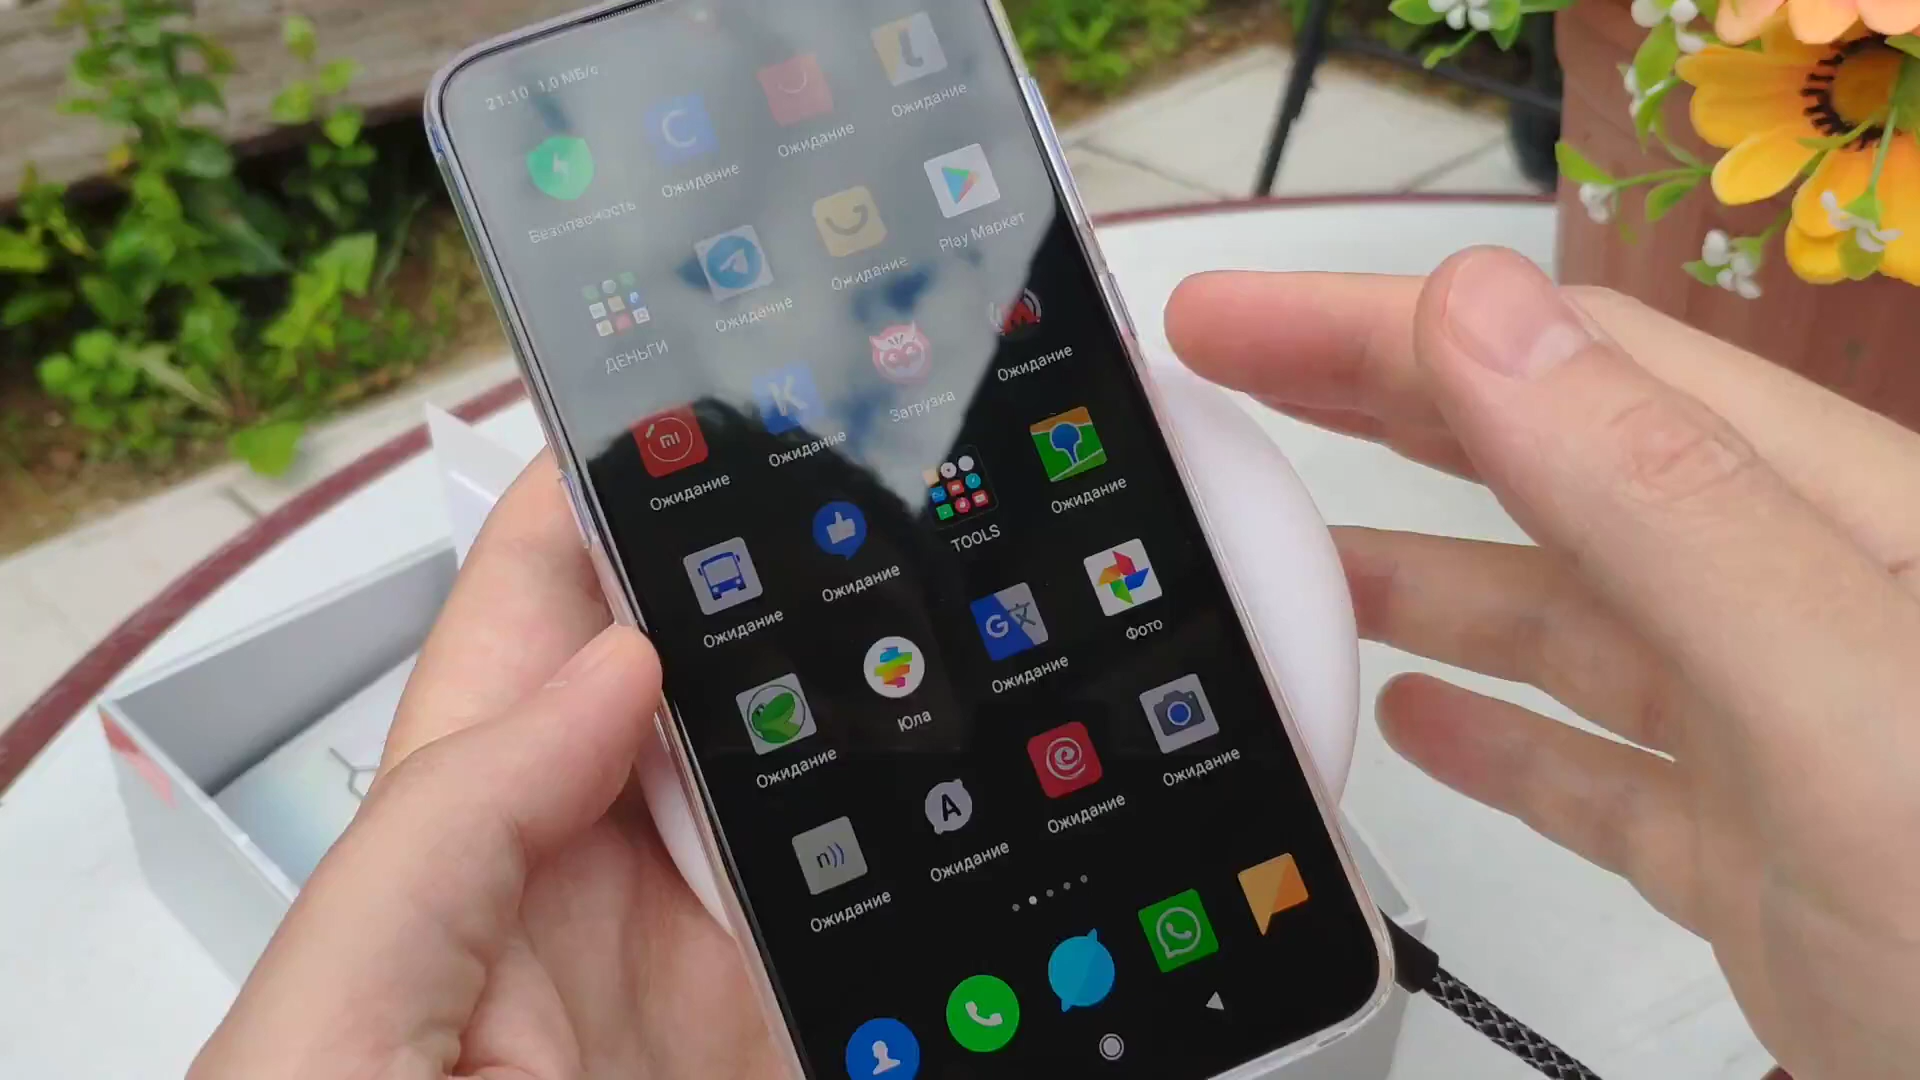 21.10 1,0 МБ/с
Безопасность
Ожидание
Ожидание
Ожидание
ДЕНЬГИ
Ожидание
Ожидание
Play Маркет
Ожидание
Ожидание
Загрузка
Ожидание
Ожидание
Ожидание
TOOLS
Ожидание
Ожидание
Юла
Ожидание
Фото
Ожидание
Ожидание
Ожидание
Ожидание